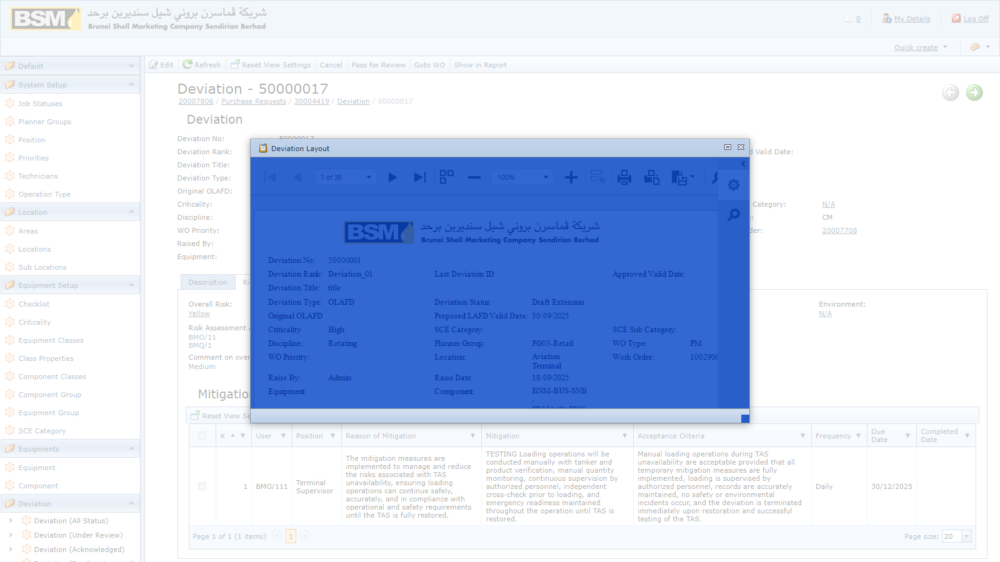 BSM
شريكة ڤماسرن بروني شيل سنديرين برحد
Brunei Shell Marketing Company Sendirian Berhad
0
My Details
Log Off
Quick create
Default
System Setup
Job Statuses
Planner Groups
Position
Priorities
Technicians
Operation Type
Location
Areas
Locations
Sub Locations
Equipment Setup
Checklist
Criticality
Equipment Classes
Class Properties
Component Classes
Component Group
Equipment Group
SCE Category
Equipments
Equipment
Component
Deviation
Deviation (All Status)
Deviation (Under Review)
Deviation (Acknowledged)
Edit
Refresh
Reset View Settings
Cancel
Pass for Review
Goto WO
Show in Report
Deviation - 50000017
20007806 / Purchase Requests / 30004419 / Deviation / 50000017
Deviation
Deviation No: 50000017
Deviation Rank:
Valid Date:
Deviation Title:
Deviation Type:
Original OLAFD:
Criticality:
Category: N/A
Discipline:
CM
WO Priority:
20007708
Raised By:
Equipment:
Deviation Layout
1 of 36
100%
BSM
شريكة ڤماسرن بروني شيل سنديرين برحد
Brunei Shell Marketing Company Sendirian Berhad
Deviation No: 50000001
Deviation Rank: Deviation_01 Last Deviation ID: Approved Valid Date:
Deviation Title: title
Deviation Type: OLAFD Deviation Status: Draft Extension
Original OLAFD Proposed LAFD Valid Date: 30/09/2025
Criticality High SCE Category: SCE Sub Category:
Discipline: Rotating Planner Group: PG03-Retail WO Type: PM
WO Priority: Location: Aviation Terminal Work Order: 1002906
Raise By: Admin Raise Date: 18/09/2025
Equipment: Component: BNM-BUS-SNB
-
Description
Overall Risk:
Yellow
Environment:
N/A
Risk Assessment
BMO/11
BMO/1
Comment on over
Medium
Mitigatio
Reset View Se
# User Position Reason of Mitigation Mitigation Acceptance Criteria Frequency Due Date Completed Date
1
BMO/111
Terminal
Supervisor
The mitigation measures are
implemented to manage and reduce
the risks associated with TAS
unavailability, ensuring loading
operations can continue safely,
accurately, and in compliance with
operational and safety requirements
until the TAS is fully restored.
TESTING Loading operations will be
conducted manually with tanker and
product verification, manual quantity
monitoring, continuous supervision by
authorized personnel, independent
cross-check prior to loading, and
emergency readiness maintained
throughout the operation until TAS is
restored.
Manual loading operations during TAS
unavailability are acceptable provided that all
temporary mitigation measures are fully
implemented, loading is supervised by
authorized personnel, records are accurately
maintained, no safety or environmental
incidents occur, and the deviation is terminated
immediately upon restoration and successful
testing of the TAS.
Daily
30/12/2025
Page 1 of 1 (1 items) 1
Page size: 20